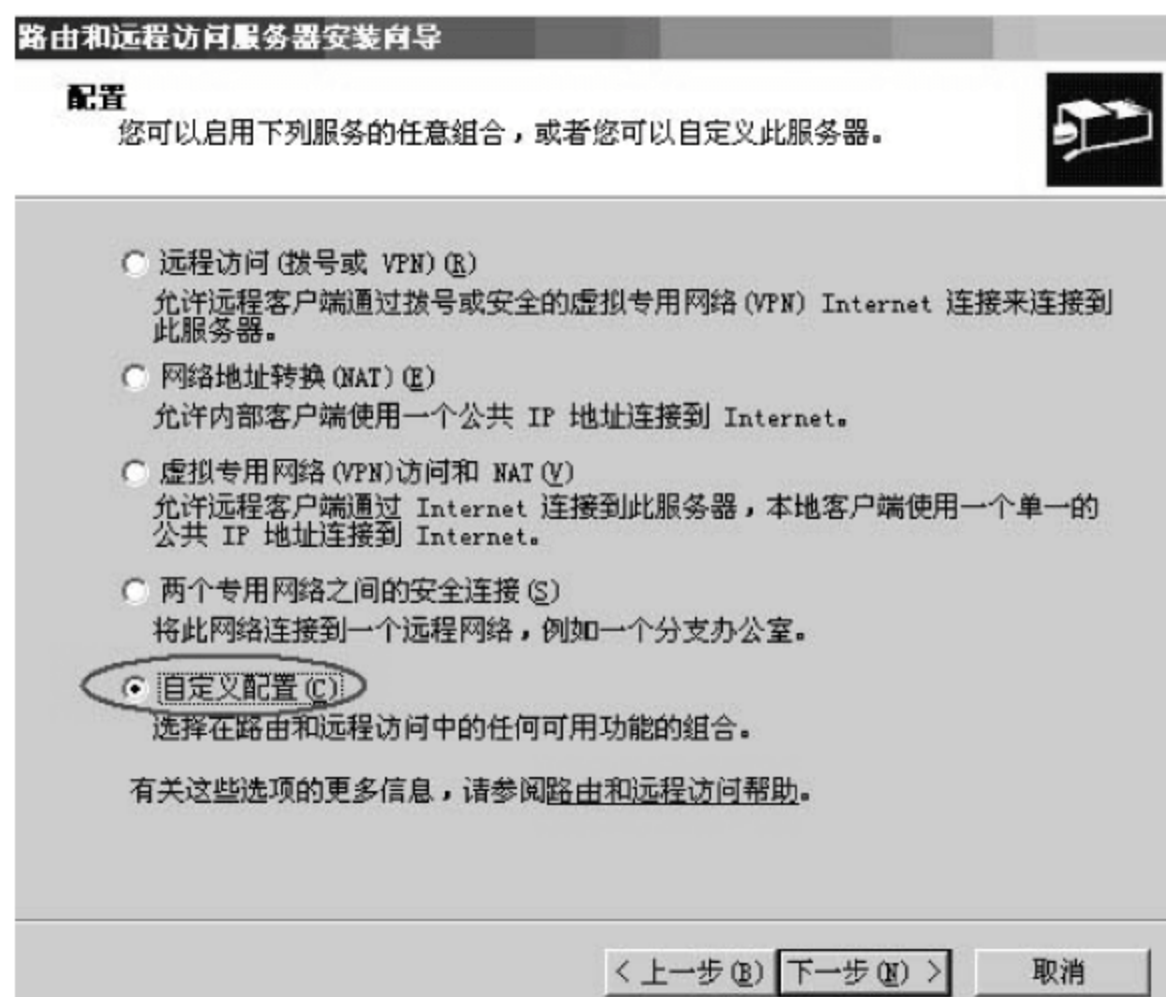 路由和远程访问服务器安装向导
配置
您可以启用下列服务的任意组合，或者您可以自定义此服务器。
远程访问(拨号或 VPN)(R)
允许远程客户端通过拨号或安全的虚拟专用网络(VPN) Internet 连接来连接到
此服务器。
网络地址转换(NAT)(E)
允许内部客户端使用一个公共 IP 地址连接到 Internet。
虚拟专用网络(VPN)访问和 NAT(V)
允许远程客户端通过 Internet 连接到此服务器，本地客户端使用一个单一的
公共 IP 地址连接到 Internet。
两个专用网络之间的安全连接(S)
将此网络连接到一个远程网络，例如一个分支办公室。
自定义配置(C)
选择在路由和远程访问中的任何可用功能的组合。
有关这些选项的更多信息，请参阅路由和远程访问帮助。
< 上一步(B) 下一步(N) > 取消